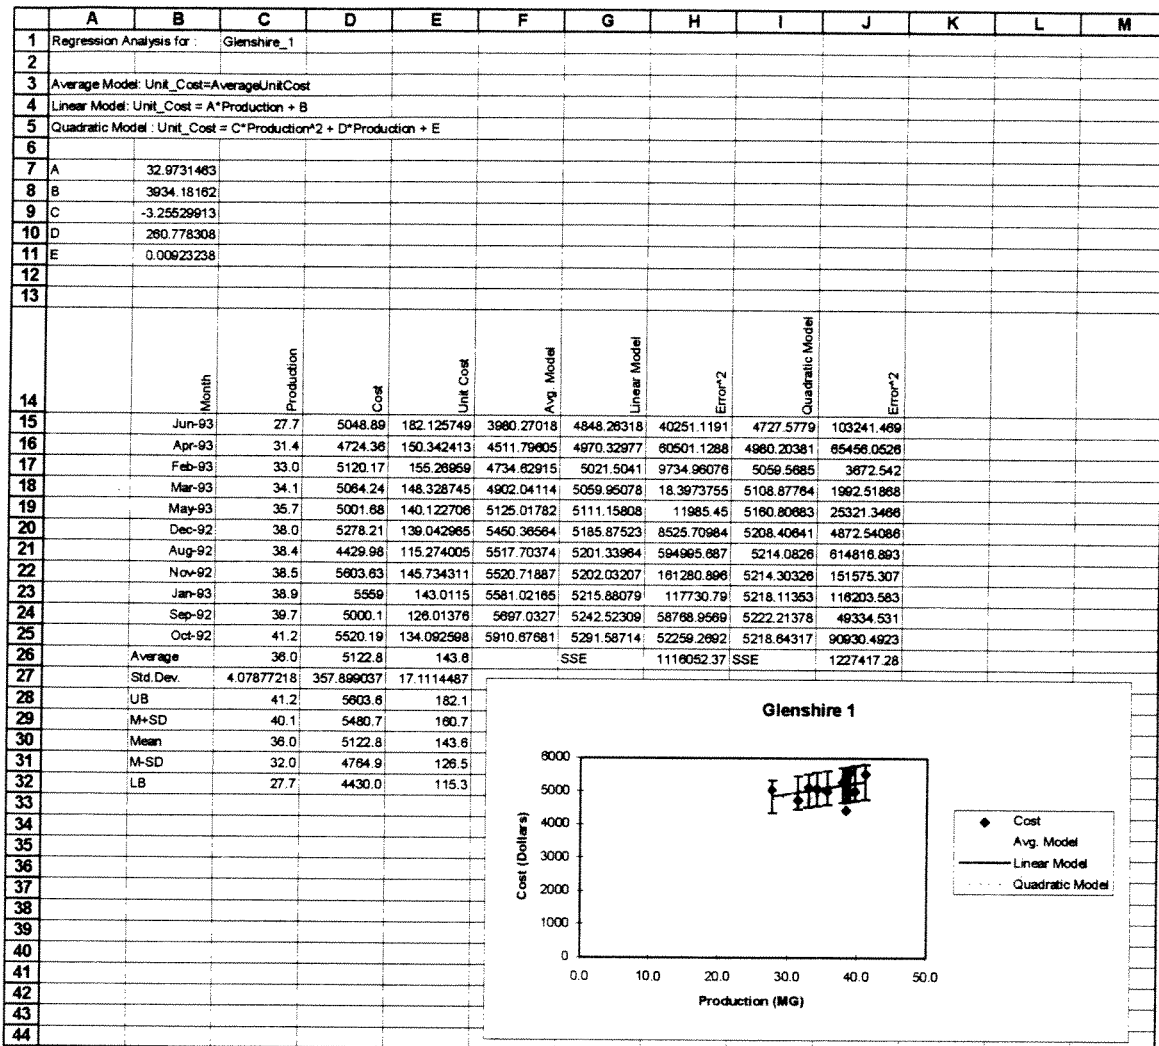 A B C D E F G H I J K L M
1 Regression Analysis for : Glenshire_1
2
3 Average Model: Unit_Cost=AverageUnitCost
4 Linear Model: Unit_Cost = A*Production + B
5 Quadratic Model : Unit_Cost = C*Production^2 + D*Production + E
6
7 A 32.9731463
8 B 3934.18162
9 C -3.25529913
10 D 260.778308
11 E 0.00923238
12
13
14 Month Production Cost Unit Cost Avg. Model Linear Model Error^2 Quadratic Model Error^2
15 Jun-93 27.7 5048.89 182.125749 3980.27018 4848.26318 40251.1191 4727.5779 103241.469
16 Apr-93 31.4 4724.36 150.342413 4511.79605 4970.32977 60501.1288 4980.20381 65456.0526
17 Feb-93 33.0 5120.17 155.26959 4734.62915 5021.5041 9734.96076 5059.5685 3672.542
18 Mar-93 34.1 5064.24 148.328745 4902.04114 5059.95078 18.3973755 5108.87764 1992.51868
19 May-93 35.7 5001.68 140.122706 5125.01782 5111.15808 11985.45 5160.80683 25321.3466
20 Dec-92 38.0 5278.21 139.042965 5450.36564 5185.87523 8525.70984 5208.40641 4872.54086
21 Aug-92 38.4 4429.98 115.274005 5517.70374 5201.33964 594995.687 5214.0826 614816.893
22 Nov-92 38.5 5603.63 145.734311 5520.71887 5202.03207 161280.896 5214.30326 151575.307
23 Jan-93 38.9 5559 143.0115 5581.02165 5215.88079 117730.79 5218.11353 116203.583
24 Sep-92 39.7 5000.1 126.01376 5697.0327 5242.52309 58768.9569 5222.21378 49334.531
25 Oct-92 41.2 5520.19 134.092598 5910.67681 5291.58714 52259.2692 5218.64317 90930.4923
26 Average 36.0 5122.8 143.6 SSE 1116052.37 SSE 1227417.28
27 Std.Dev. 4.07877218 357.899037 17.1114487
28 UB 41.2 5603.6 182.1
29 M+SD 40.1 5480.7 160.7
30 Mean 36.0 5122.8 143.6
31 M-SD 32.0 4764.9 126.5
32 LB 27.7 4430.0 115.3
33
34
35
36
37
38
39
40
41
42
43
44
Glenshire 1
Cost (Dollars)
6000
5000
4000
3000
2000
1000
0
0.0 10.0 20.0 30.0 40.0 50.0
Production (MG)
Cost
Avg. Model
Linear Model
Quadratic Model